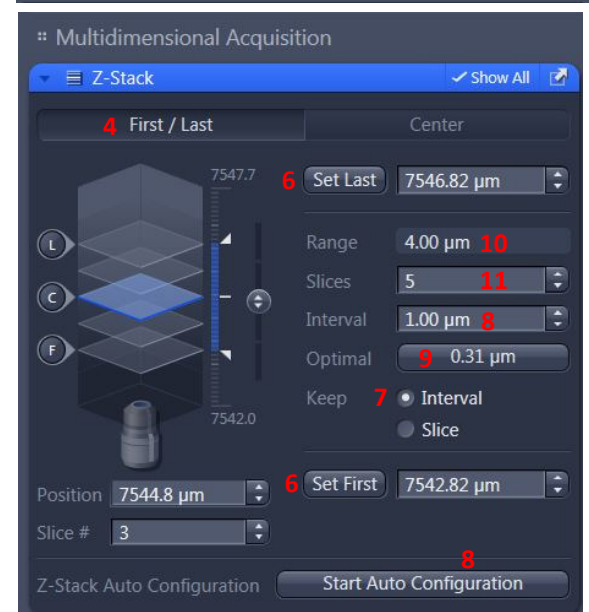 Multidimensional Acquisition
Z-Stack ✓ Show All
4 First / Last Center
7547.7 6 Set Last 7546.82 µm
L
Range 4.00 µm 10
Slices 5 11
C
Interval 1.00 µm 8
F
Optimal 9 0.31 µm
Keep 7 Interval
Slice
7542.0
6 Set First 7542.82 µm
Position 7544.8 µm
Slice # 3
8
Z-Stack Auto Configuration Start Auto Configuration